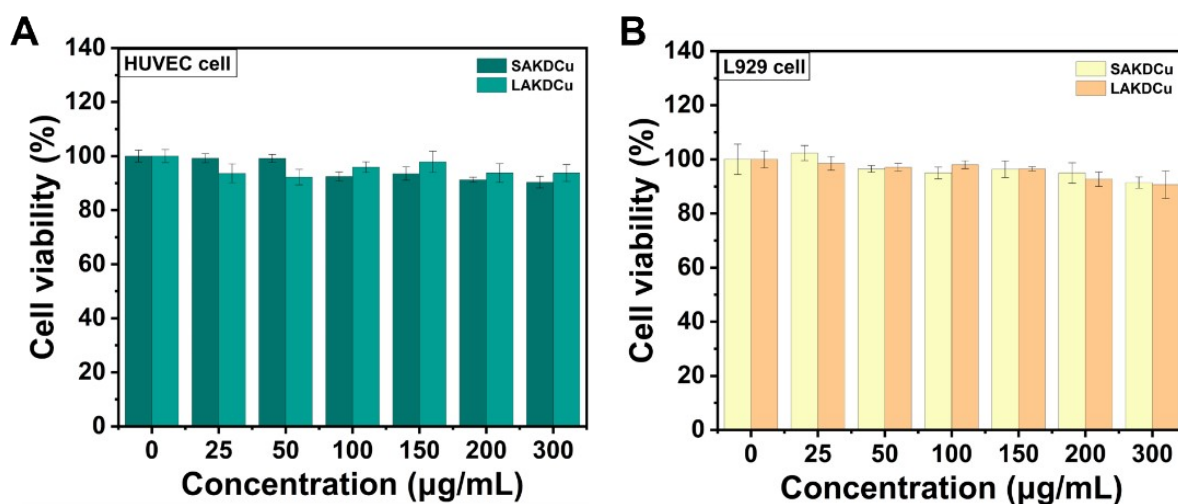 A
HUVEC cell
SAKDCu
LAKDCu
Cell viability (%)
140
120
100
80
60
40
20
0
0 25 50 100 150 200 300
Concentration (µg/mL)
B
L929 cell
SAKDCu
LAKDCu
Cell viability (%)
140
120
100
80
60
40
20
0
0 25 50 100 150 200 300
Concentration (µg/mL)